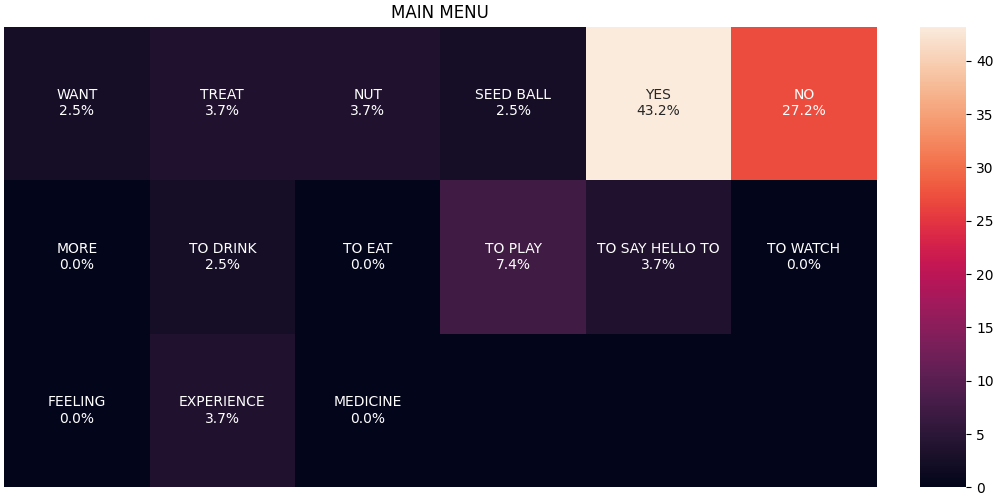 MAIN MENU
WANT
2.5%
TREAT
3.7%
NUT
3.7%
SEED BALL
2.5%
YES
43.2%
NO
27.2%
MORE
0.0%
TO DRINK
2.5%
TO EAT
0.0%
TO PLAY
7.4%
TO SAY HELLO TO
3.7%
TO WATCH
0.0%
FEELING
0.0%
EXPERIENCE
3.7%
MEDICINE
0.0%
40
35
30
25
20
15
10
5
0